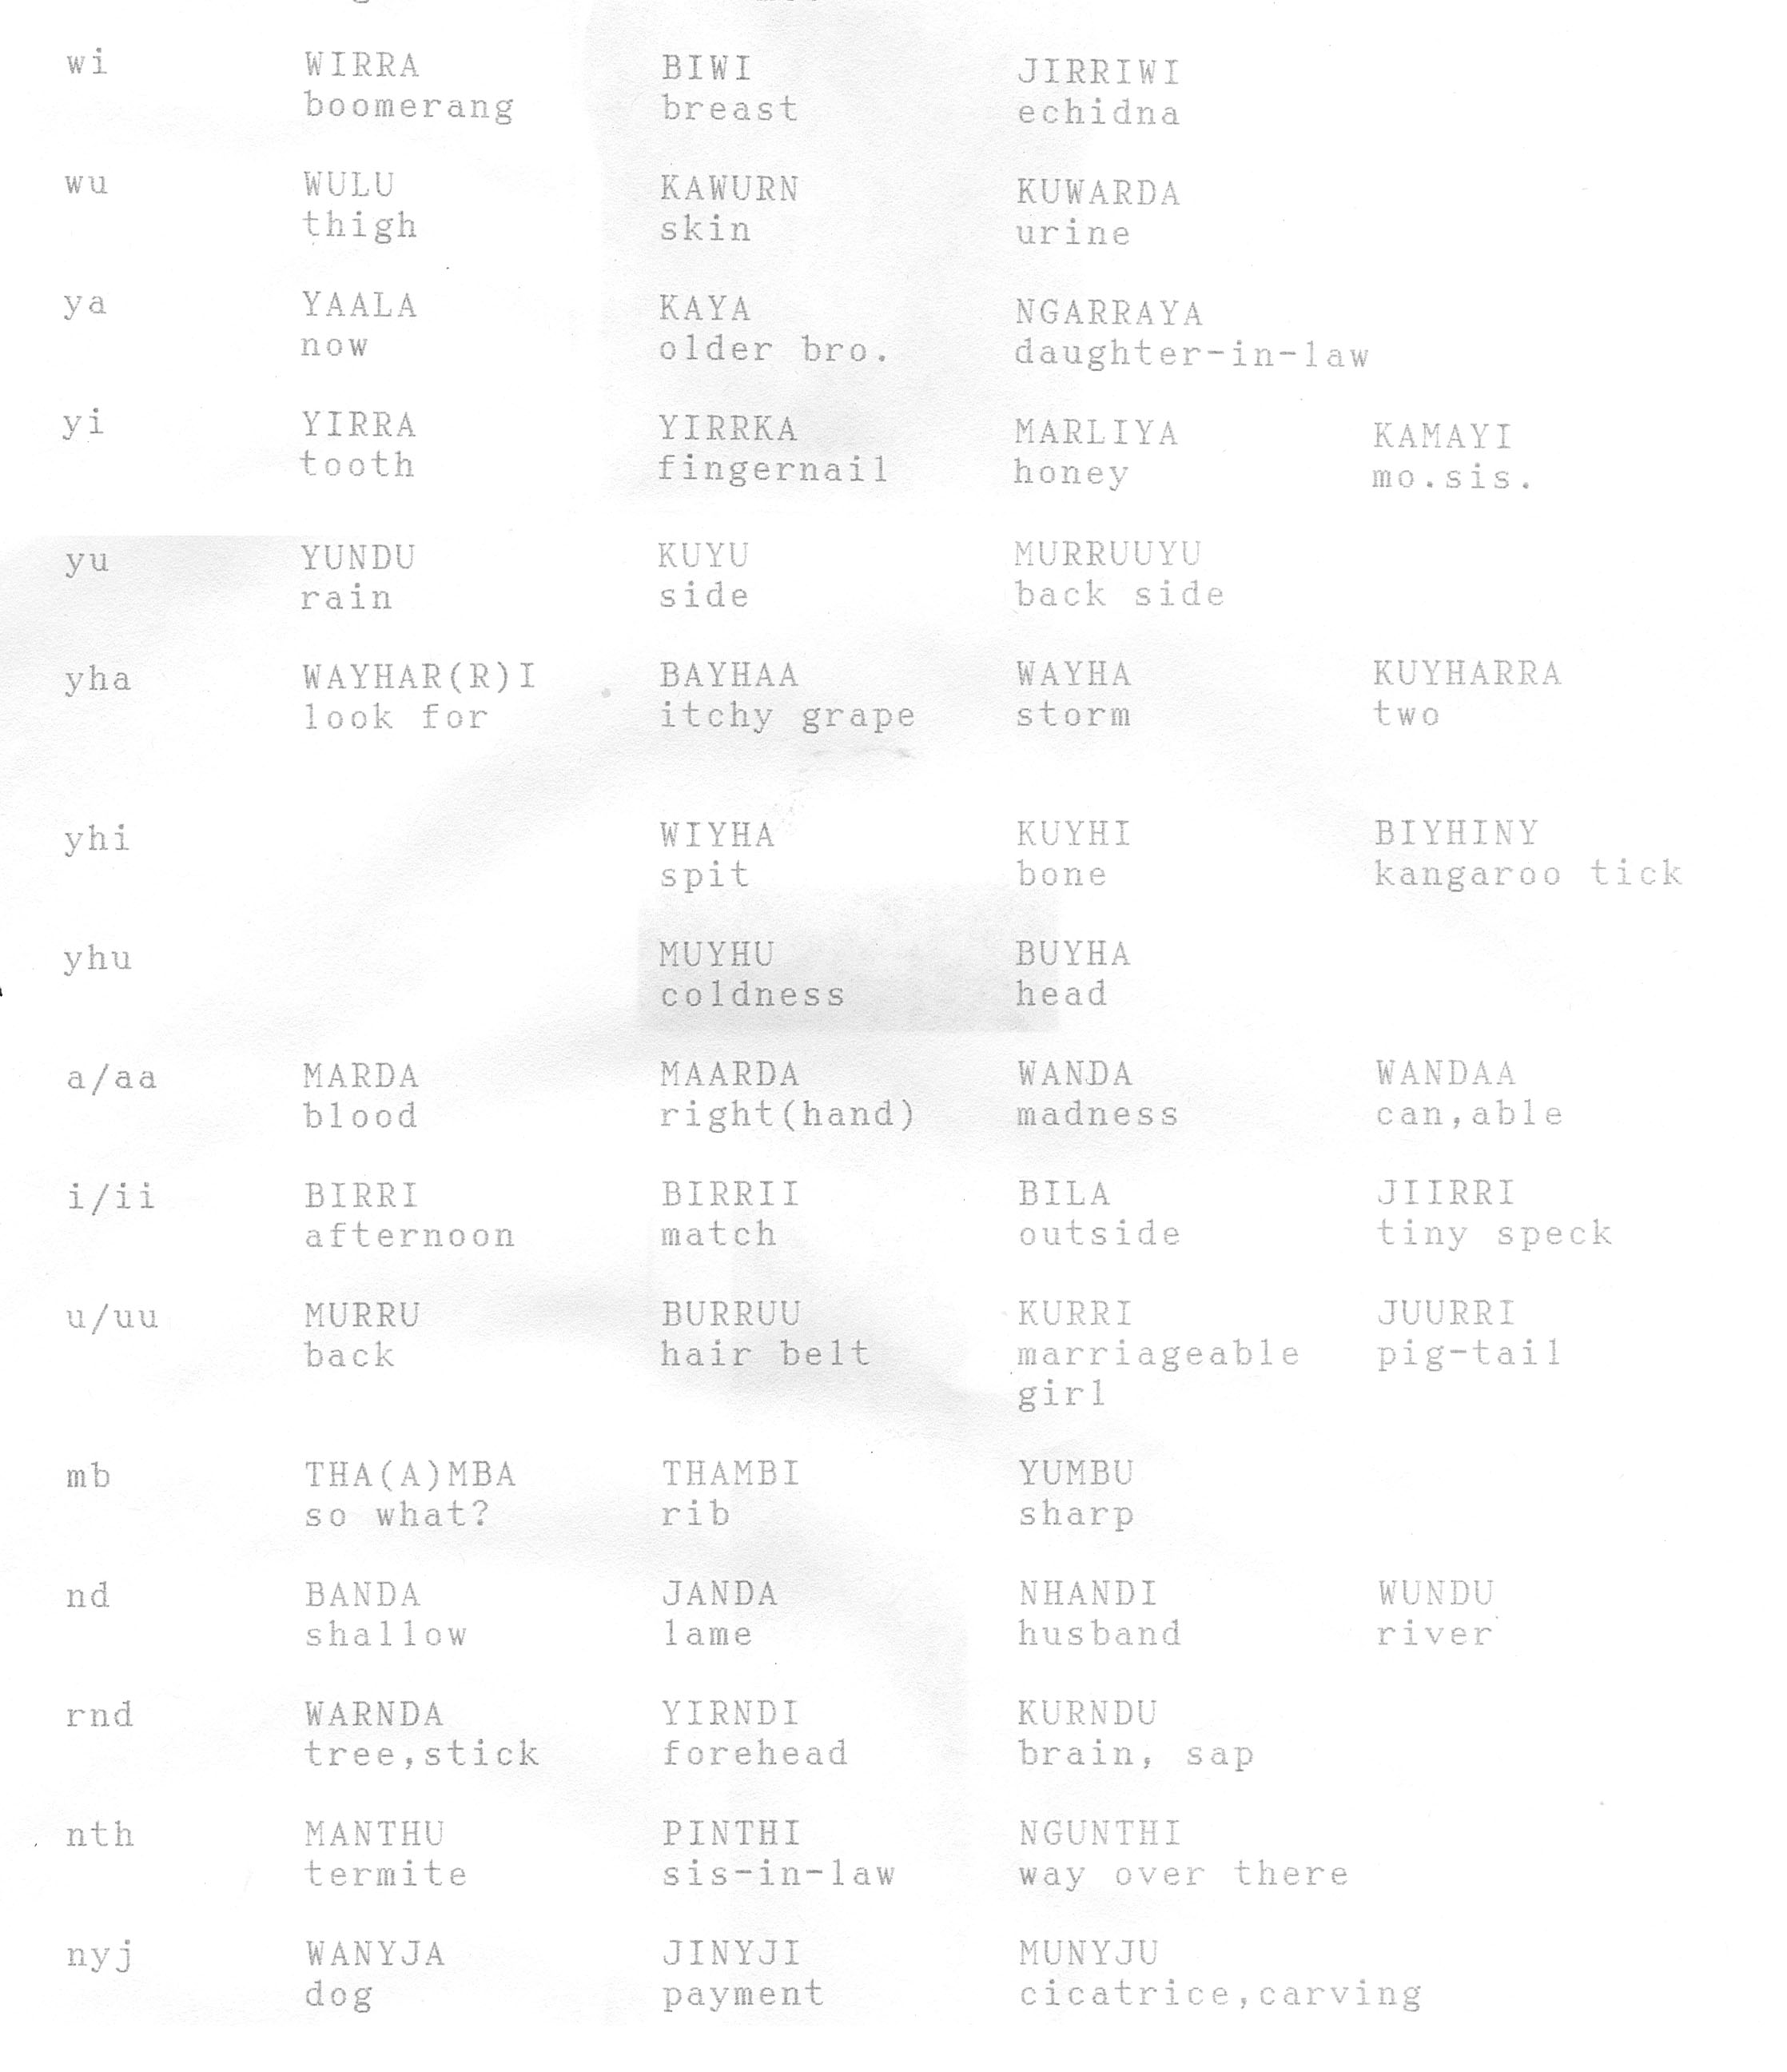 wi WIRRA BIWI JIRRIWI
boomerang breast echidna
wu WULU KAWURN KUWARDA
thigh skin urine
ya YAALA KAYA NGARRAYA
now older bro. daughter-in-law
yi YIRRA YIRRKA MARLIYA KAMAYI
tooth fingernail honey mo.sis.
yu YUNDU KUYU MURRUUYU
rain side back side
yha WAYHAR(R)I BAYHAA WAYHA KUYHARRA
look for itchy grape storm two
yhi WIYHA KUYHI BIYHINY
spit bone kangaroo tick
yhu MUYHU BUYHA
coldness head
a/aa MARDA MAARDA WANDA WANDAA
blood right(hand) madness can,able
i/ii BIRRI BIRRII BILA JIIRRI
afternoon match outside tiny speck
u/uu MURRU BURRUU KURRI JUURRI
back hair belt marriageable pig-tail
girl
mb THA(A)MBA THAMBI YUMBU
so what? rib sharp
nd BANDA JANDA NHANDI WUNDU
shallow lame husband river
rnd WARNDA YIRNDI KURNDU
tree,stick forehead brain, sap
nth MANTHU PINTHI NGUNTHI
termite sis-in-law way over there
nyj WANYJA JINYJI MUNYJU
dog payment cicatrice,carving